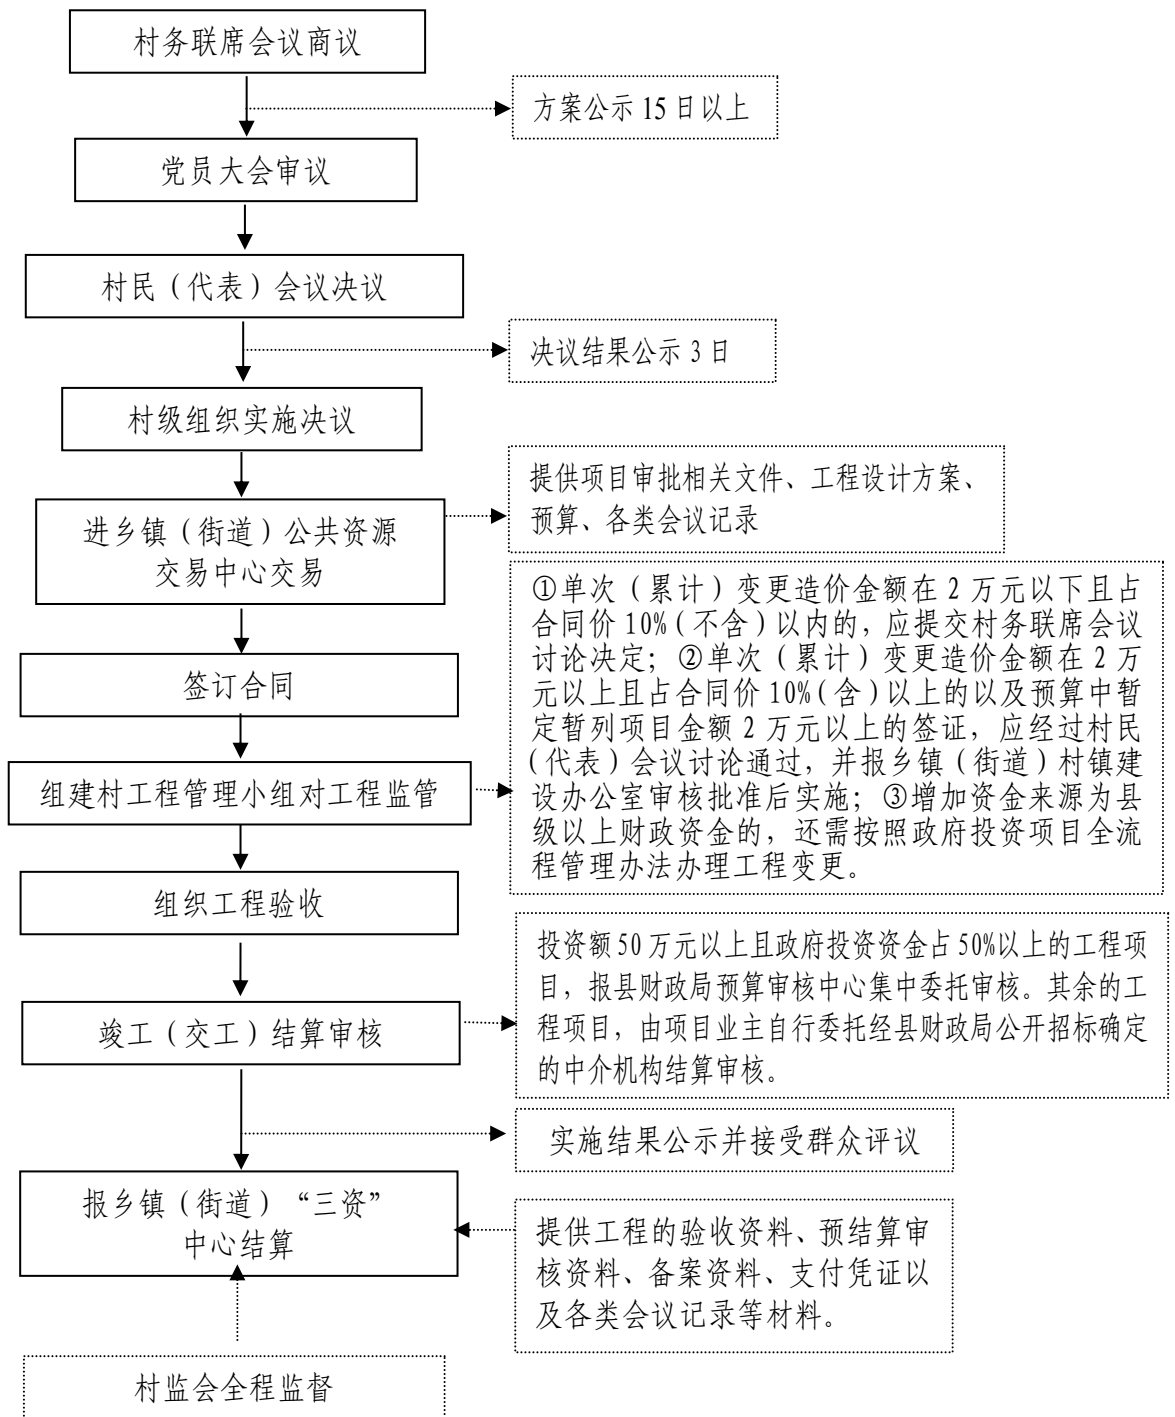 村务联席会议商议
方案公示 15 日以上
党员大会审议
村民（代表）会议决议
决议结果公示 3 日
村级组织实施决议
提供项目审批相关文件、工程设计方案、
预算、各类会议记录
进乡镇（街道）公共资源
交易中心交易
①单次（累计）变更造价金额在 2 万元以下且占
合同价 10%（不含）以内的，应提交村务联席会议
讨论决定；②单次（累计）变更造价金额在 2 万
元以上且占合同价 10%（含）以上的以及预算中暂
定暂列项目金额 2 万元以上的签证，应经过村民
（代表）会议讨论通过，并报乡镇（街道）村镇建
设办公室审核批准后实施；③增加资金来源为县
级以上财政资金的，还需按照政府投资项目全流
程管理办法办理工程变更。
签订合同
组建村工程管理小组对工程监管
组织工程验收
投资额 50 万元以上且政府投资资金占 50%以上的工程项
目，报县财政局预算审核中心集中委托审核。其余的工
程项目，由项目业主自行委托经县财政局公开招标确定
的中介机构结算审核。
竣工（交工）结算审核
实施结果公示并接受群众评议
报乡镇（街道）“三资”
中心结算
提供工程的验收资料、预结算审
核资料、备案资料、支付凭证以
及各类会议记录等材料。
村监会全程监督